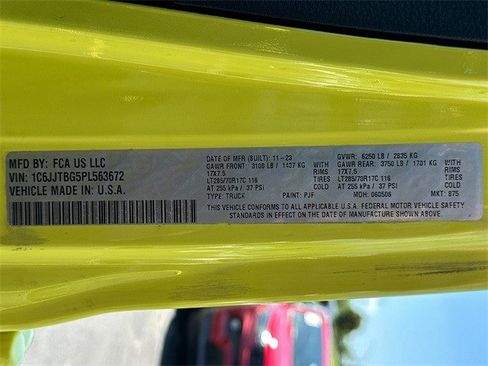 MFD BY: FCA US LLC
VIN: 1C6JJTBG5PL563672
VEHICLE MADE IN: U.S.A.
DATE OF MFR (BUILT): 11-23 GVWR: 6250 LB / 2835 KG
GAWR FRONT: 3100 LB / 1407 KG GAWR REAR: 3750 LB / 1701 KG
17X7.5 RIMS 17X7.5 RIMS
LT285/70R17C 116 TIRES LT285/70R17C 116 TIRES
AT 255 kPa / 37 PSI AT 255 kPa / 37 PSI
TYPE: TRUCK PAINT: PJF MDH: 060506 MKT: 875
THIS VEHICLE CONFORMS TO ALL APPLICABLE U.S.A. FEDERAL MOTOR VEHICLE SAFETY
STANDARDS IN EFFECT ON THE DATE OF MANUFACTURE SHOWN ABOVE.